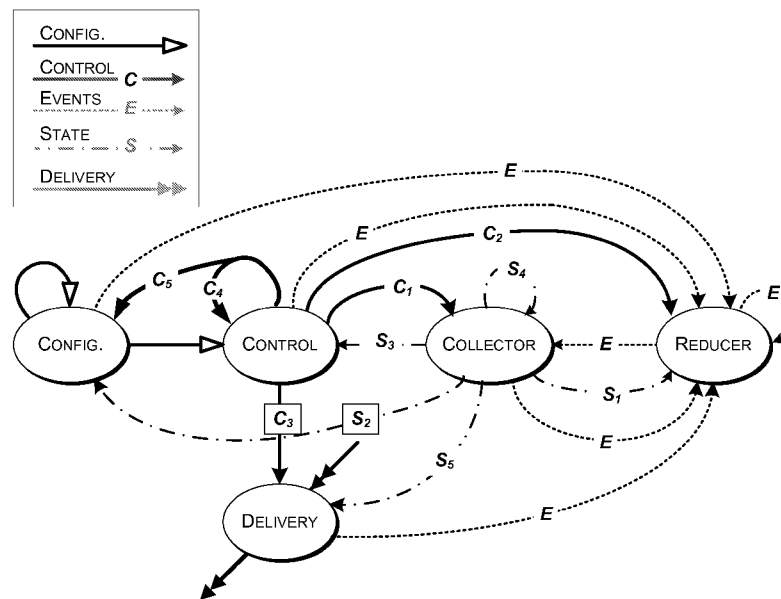 CONFIG.
CONTROL C
EVENTS
E
STATE
S
DELIVERY
E
E
C2
C5
C4
C1
S4
E
CONFIG.
CONTROL
S3
COLLECTOR
E
REDUCER
S1
C3
S2
E
S5
DELIVERY
E